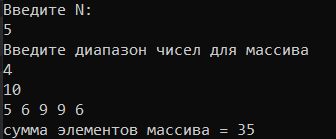 Введите N:
5
Введите диапазон чисел для массива
4
10
5 6 9 9 6
сумма элементов массива = 35